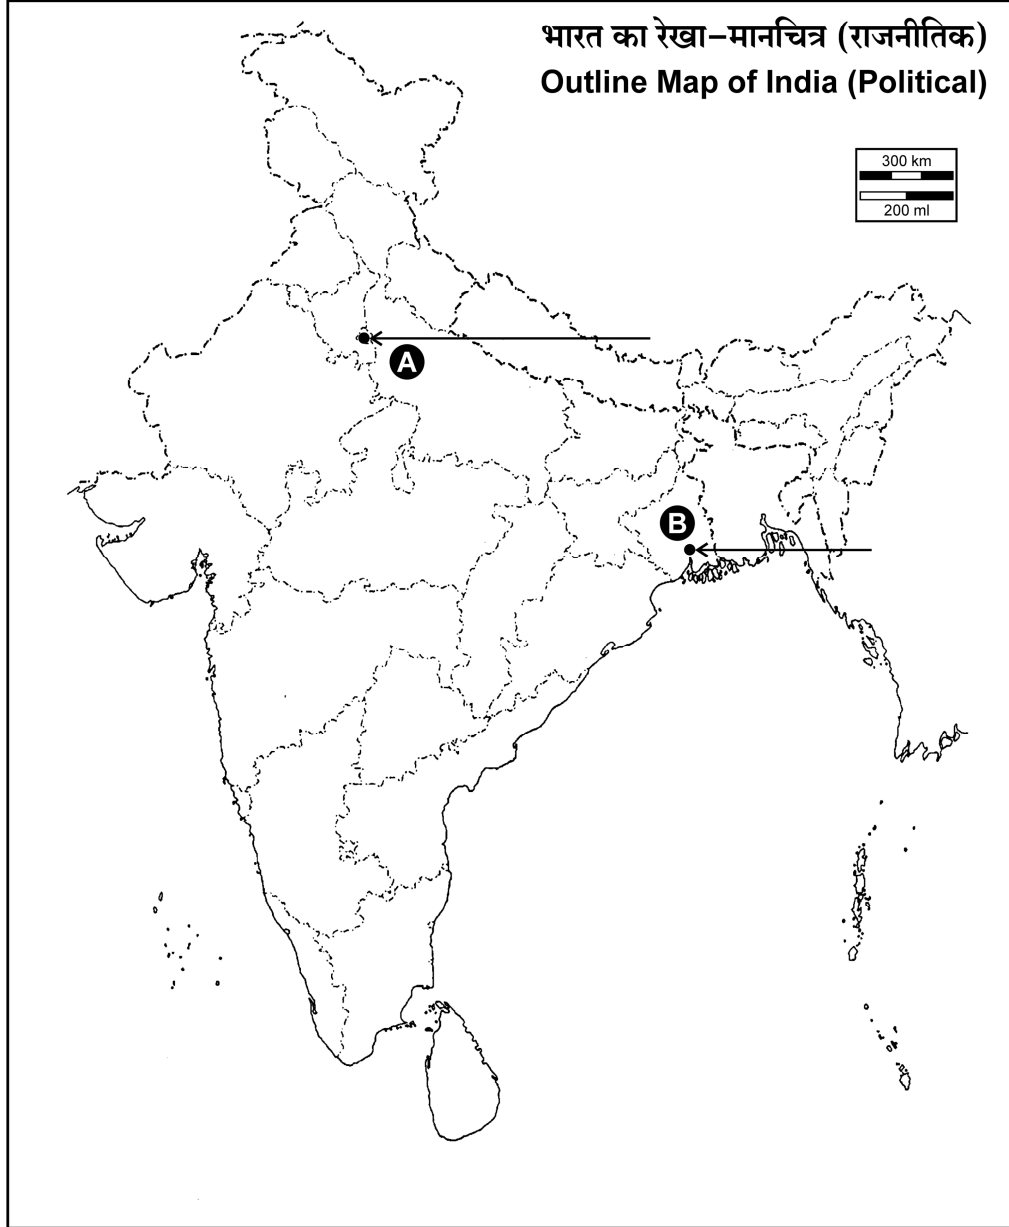 भारत का रेखा–मानचित्र (राजनीतिक)
Outline Map of India (Political)
300 km
200 ml
A
B